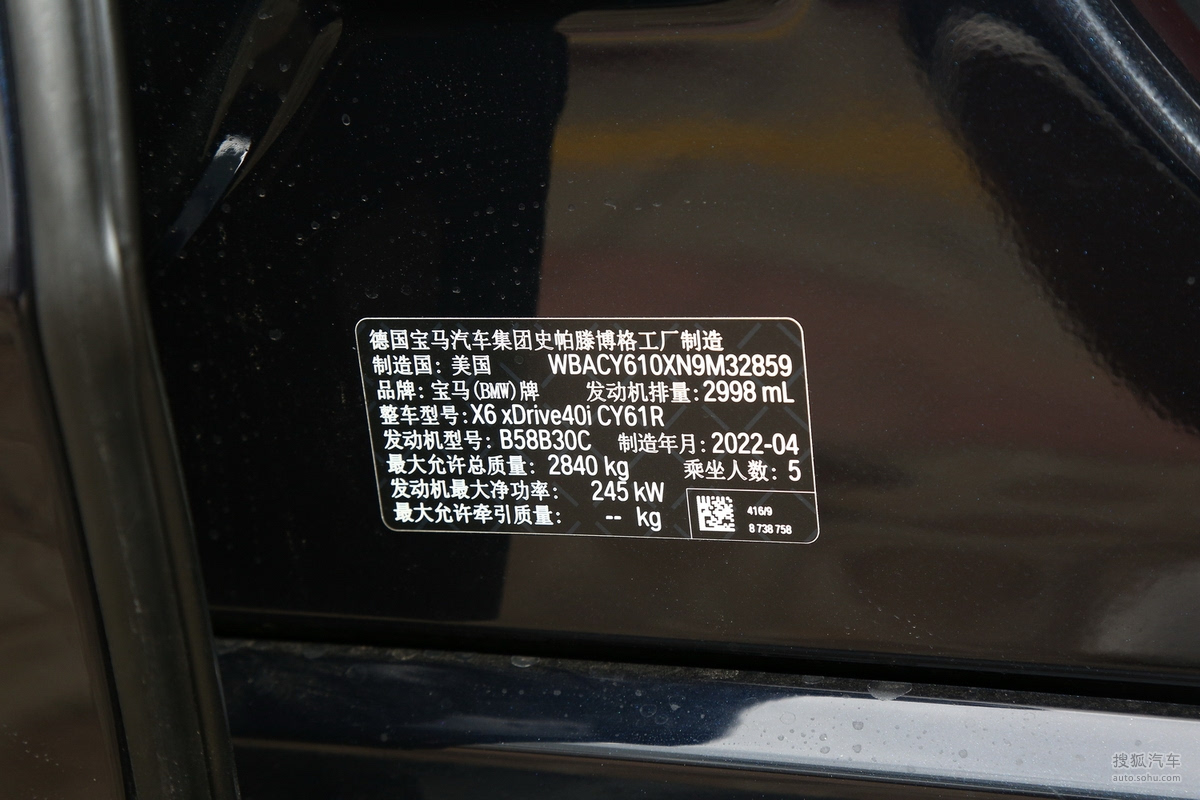 德国宝马汽车集团史帕滕博格工厂制造
制造国：美国 WBACY610XN9M32859
品牌：宝马(BMW)牌 发动机排量：2998 mL
整车型号：X6 xDrive40i CY61R
发动机型号：B58B30C 制造年月：2022-04
最大允许总质量：2840 kg 乘坐人数：5
发动机最大净功率：245 kW
最大允许牵引质量：-- kg
416/9
8 738 758
搜狐汽车
auto.sohu.com